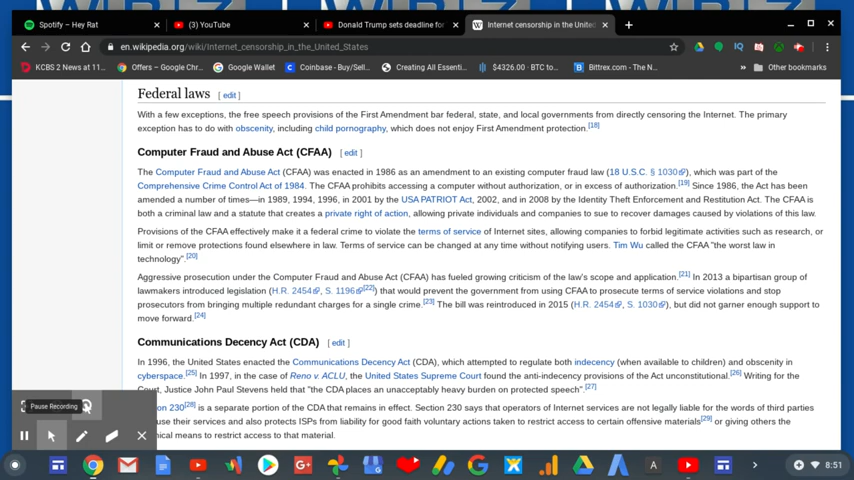 Spotify – Hey Rat
(3) YouTube
Donald Trump sets deadline for
Internet censorship in the United
en.wikipedia.org/wiki/Internet_censorship_in_the_United_States
KCBS 2 News at 11...
Offers – Google Chr...
Google Wallet
Coinbase - Buy/Sell...
Creating All Essenti...
$4326.00 - BTC to...
Bittrex.com - The N...
»
Other bookmarks
Federal laws [ edit ]
With a few exceptions, the free speech provisions of the First Amendment bar federal, state, and local governments from directly censoring the Internet. The primary
exception has to do with obscenity, including child pornography, which does not enjoy First Amendment protection.[18]
Computer Fraud and Abuse Act (CFAA) [ edit ]
The Computer Fraud and Abuse Act (CFAA) was enacted in 1986 as an amendment to an existing computer fraud law (18 U.S.C. § 1030), which was part of the
Comprehensive Crime Control Act of 1984. The CFAA prohibits accessing a computer without authorization, or in excess of authorization.[19] Since 1986, the Act has been
amended a number of times—in 1989, 1994, 1996, in 2001 by the USA PATRIOT Act, 2002, and in 2008 by the Identity Theft Enforcement and Restitution Act. The CFAA is
both a criminal law and a statute that creates a private right of action, allowing private individuals and companies to sue to recover damages caused by violations of this law.
Provisions of the CFAA effectively make it a federal crime to violate the terms of service of Internet sites, allowing companies to forbid legitimate activities such as research, or
limit or remove protections found elsewhere in law. Terms of service can be changed at any time without notifying users. Tim Wu called the CFAA "the worst law in
technology".[20]
Aggressive prosecution under the Computer Fraud and Abuse Act (CFAA) has fueled growing criticism of the law's scope and application.[21] In 2013 a bipartisan group of
lawmakers introduced legislation (H.R. 2454, S. 1196[22]) that would prevent the government from using CFAA to prosecute terms of service violations and stop
prosecutors from bringing multiple redundant charges for a single crime.[23] The bill was reintroduced in 2015 (H.R. 2454, S. 1030), but did not garner enough support to
move forward.[24]
Communications Decency Act (CDA) [ edit ]
In 1996, the United States enacted the Communications Decency Act (CDA), which attempted to regulate both indecency (when available to children) and obscenity in
cyberspace.[25] In 1997, in the case of Reno v. ACLU, the United States Supreme Court found the anti-indecency provisions of the Act unconstitutional.[26] Writing for the
Court, Justice John Paul Stevens held that "the CDA places an unacceptably heavy burden on protected speech".[27]
Pause Recording
on 230[28] is a separate portion of the CDA that remains in effect. Section 230 says that operators of Internet services are not legally liable for the words of third parties
use their services and also protects ISPs from liability for good faith voluntary actions taken to restrict access to certain offensive materials[29] or giving others the
nical means to restrict access to that material.
8:51